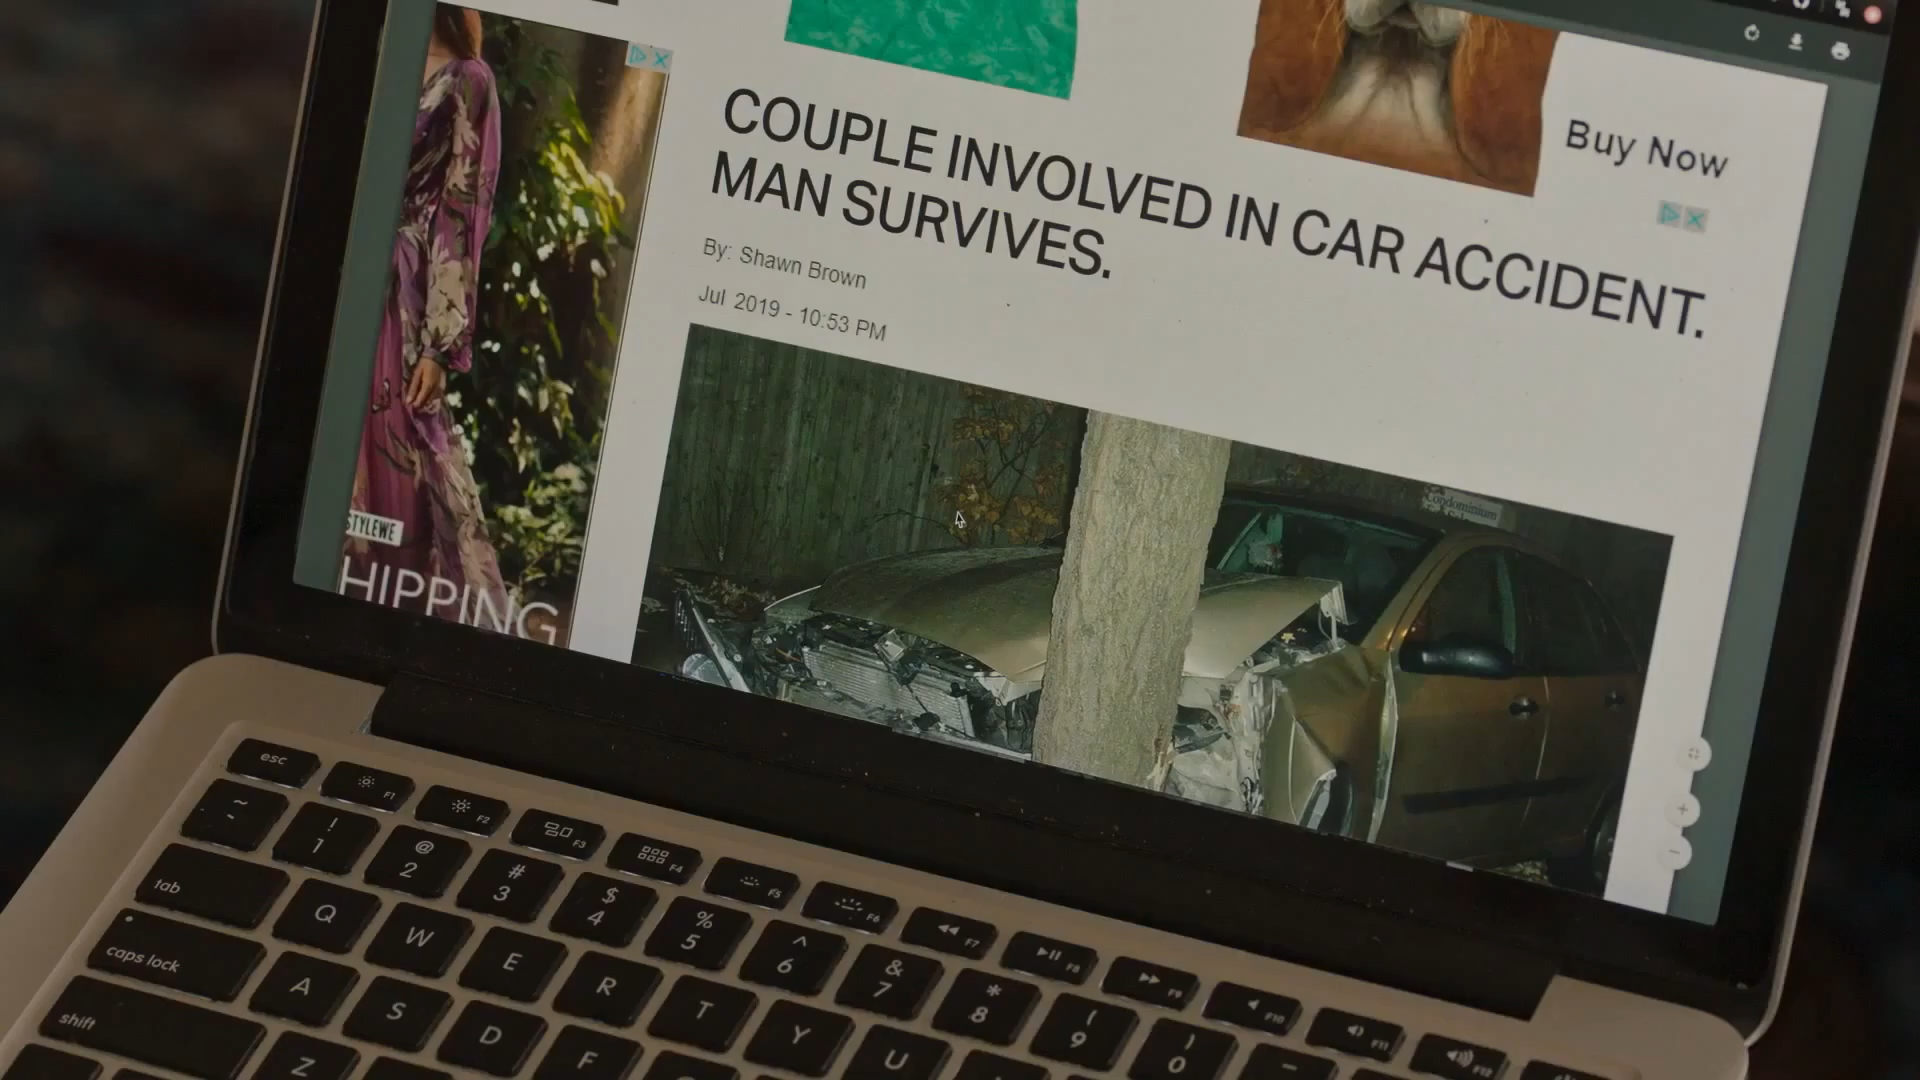 COUPLE INVOLVED IN CAR ACCIDENT.
MAN SURVIVES.
By: Shawn Brown
Jul 2019 - 10:53 PM
Buy Now
Condominium
STYLEWE
HIPPING
esc
F1
F2
F3
F4
F5
F6
F7
F8
F9
F10
F11
F12
~ ! 1 @ 2 # 3 $ 4 % 5 ^ 6 & 7 * 8 ( 9 ) 0
tab Q W E R T Y U
caps lock A S D F
shift Z